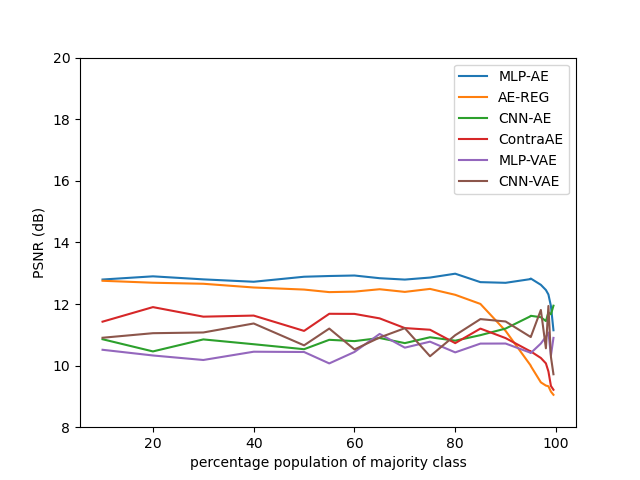 20
18
16
14
12
10
8
PSNR (dB)
MLP-AE
AE-REG
CNN-AE
ContraAE
MLP-VAE
CNN-VAE
20 40 60 80 100
percentage population of majority class